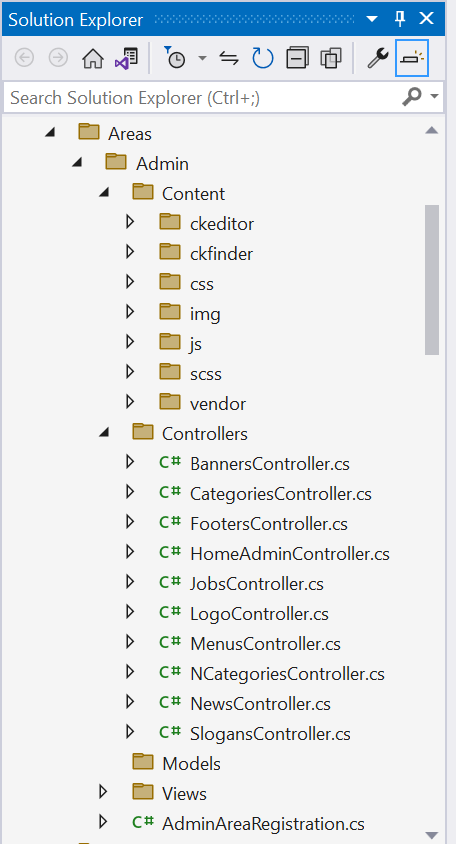 Solution Explorer
Search Solution Explorer (Ctrl+;)
Areas
Admin
Content
ckeditor
ckfinder
css
img
js
scss
vendor
Controllers
C# BannersController.cs
C# CategoriesController.cs
C# FootersController.cs
C# HomeAdminController.cs
C# JobsController.cs
C# LogoController.cs
C# MenusController.cs
C# NCategoriesController.cs
C# NewsController.cs
C# SlogansController.cs
Models
Views
C# AdminAreaRegistration.cs